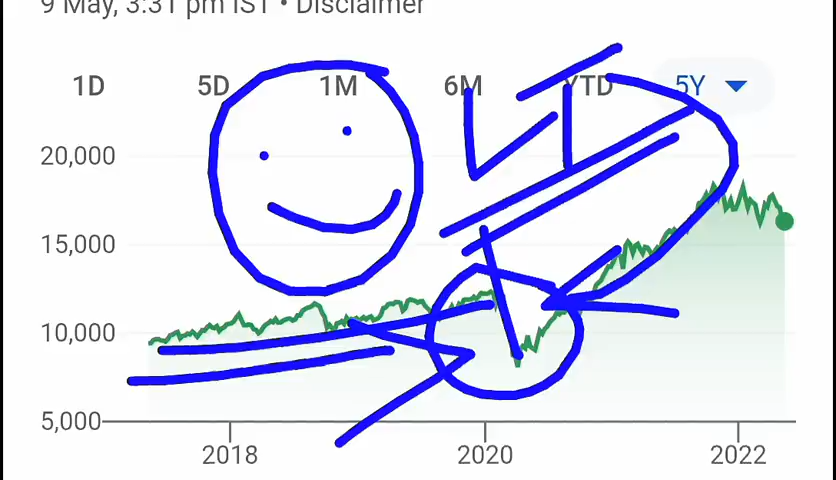 9 May, 3:31 pm IST • Disclaimer
1D 5D 1M 6M YTD 5Y
20,000
15,000
10,000
5,000
2018 2020 2022